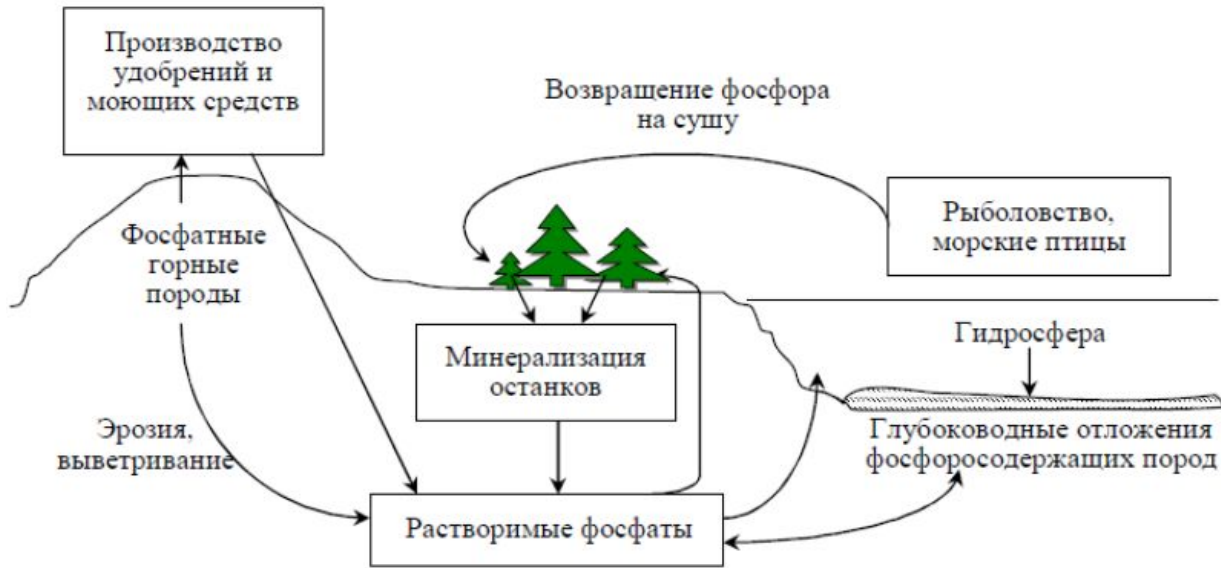 Производство
удобрений и
моющих средств
Возвращение фосфора
на сушу
Рыболовство,
морские птицы
Фосфатные
горные
породы
Гидросфера
Минерализация
останков
Эрозия,
выветривание
Глубоководные отложения
фосфоросодержащих пород
Растворимые фосфаты